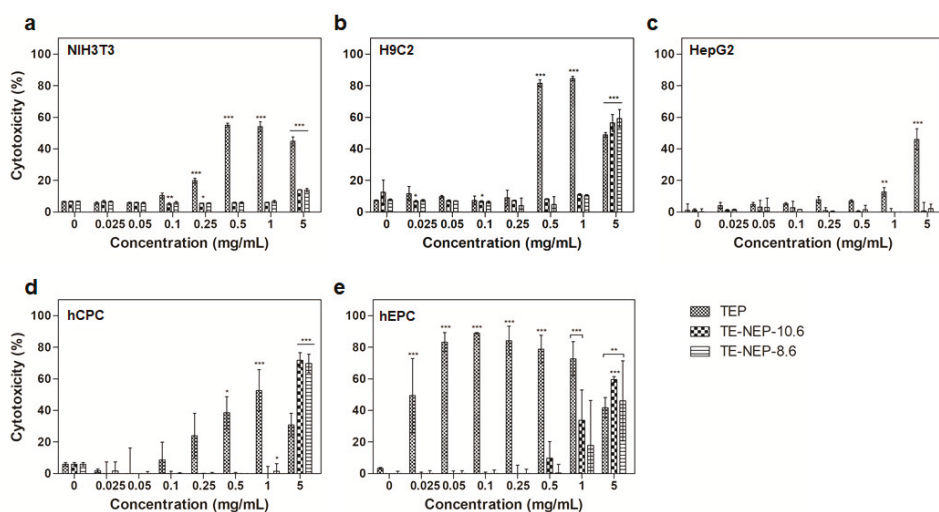 a
NIH3T3
Cytotoxicity (%)
100
80
60
40
20
0
***
***
***
***
**
*
0 0.025 0.05 0.1 0.25 0.5 1 5
Concentration (mg/mL)
b
H9C2
100
80
60
40
20
0
***
***
***
*
*
0 0.025 0.05 0.1 0.25 0.5 1 5
Concentration (mg/mL)
c
HepG2
100
80
60
40
20
0
***
**
0 0.025 0.05 0.1 0.25 0.5 1 5
Concentration (mg/mL)
d
hCPC
Cytotoxicity (%)
100
80
60
40
20
0
***
***
*
*
0 0.025 0.05 0.1 0.25 0.5 1 5
Concentration (mg/mL)
e
hEPC
100
80
60
40
20
0
***
***
***
***
***
***
**
***
0 0.025 0.05 0.1 0.25 0.5 1 5
Concentration (mg/mL)
TEP
TE-NEP-10.6
TE-NEP-8.6